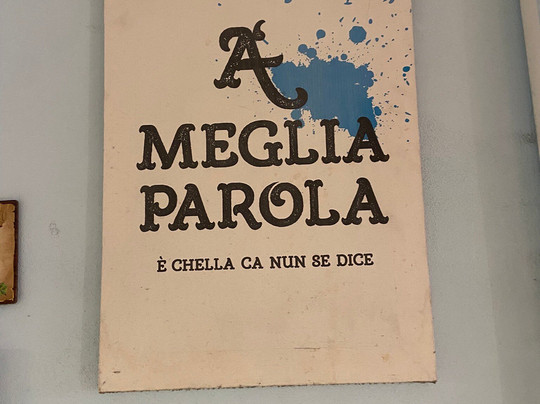 A'
MEGLIA
PAROLA
È CHELLA CA NUN SE DICE